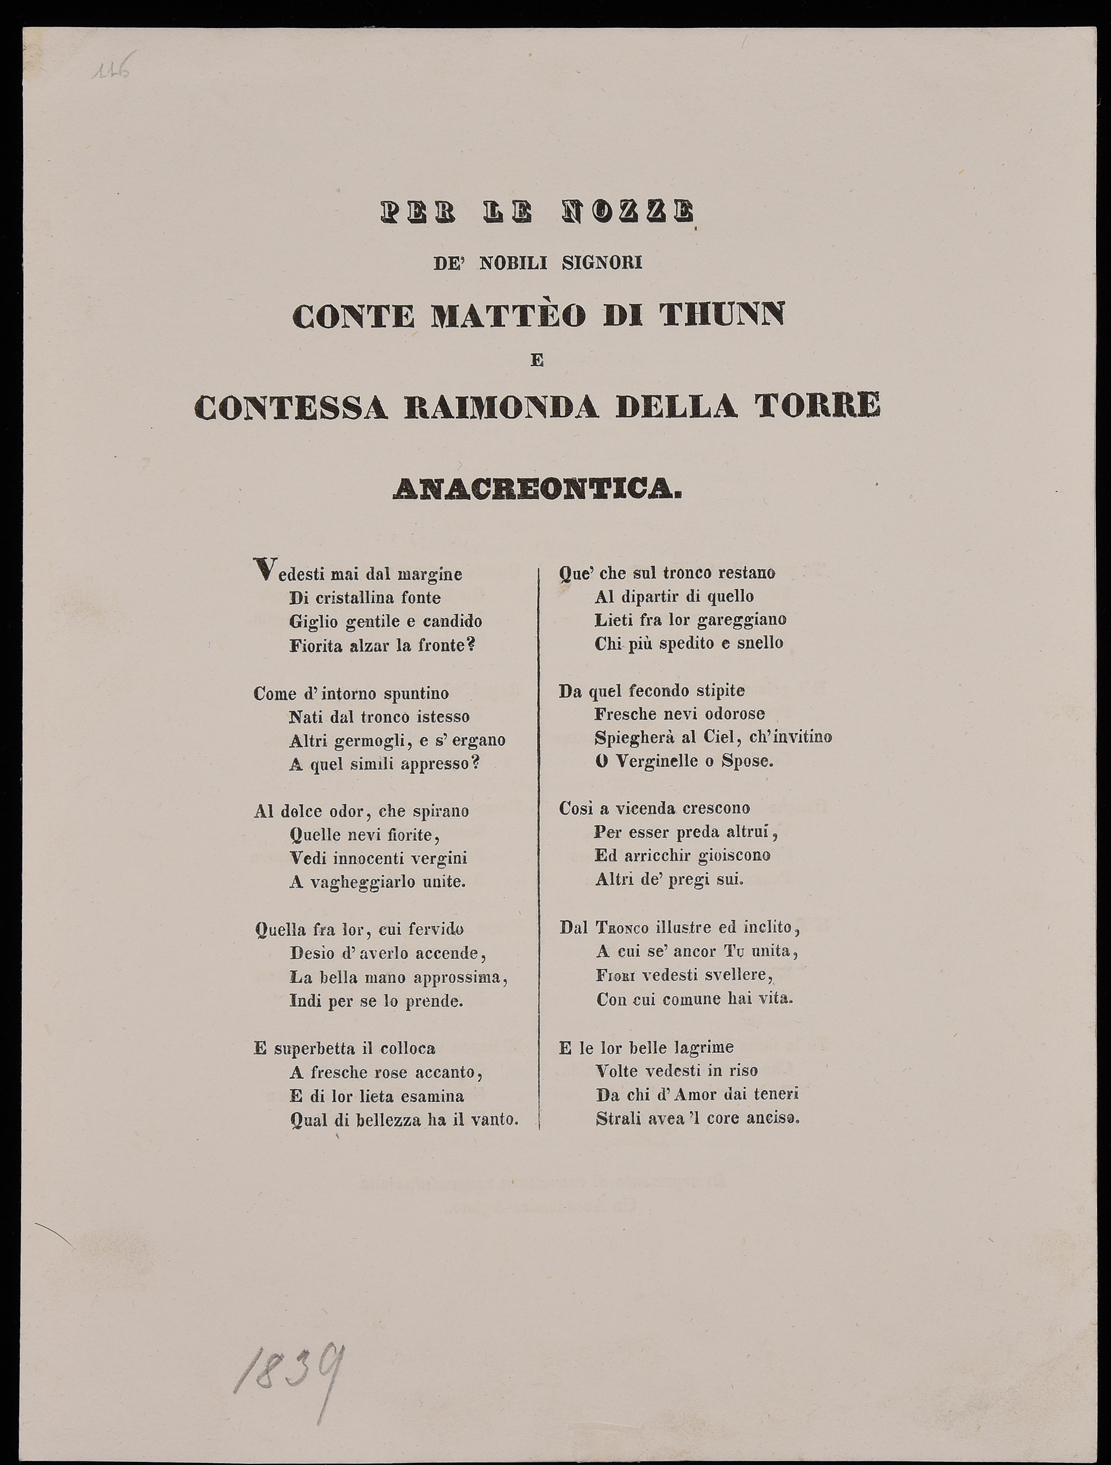 116
PER LE NOZZE
DE' NOBILI SIGNORI
CONTE MATTÈO DI THUNN
E
CONTESSA RAIMONDA DELLA TORRE
ANACREONTICA.
Vedesti mai dal margine
Di cristallina fonte
Giglio gentile e candido
Fiorita alzar la fronte?
Come d'intorno spuntino
Nati dal tronco istesso
Altri germogli, e s'ergano
A quel simili appresso?
Al dolce odor, che spirano
Quelle nevi fiorite,
Vedi innocenti vergini
A vagheggiarlo unite.
Quella fra lor, cui fervido
Desio d'averlo accende,
La bella mano approssima,
Indi per se lo prende.
E superbetta il colloca
A fresche rose accanto,
E di lor lieta esamina
Qual di bellezza ha il vanto.
Que' che sul tronco restano
Al dipartir di quello
Lieti fra lor gareggiano
Chi più spedito e snello
Da quel fecondo stipite
Fresche nevi odorose
Spiegherà al Ciel, ch'invitino
O Verginelle o Spose.
Così a vicenda crescono
Per esser preda altrui,
Ed arricchir gioiscono
Altri de' pregi sui.
Dal TRONCO illustre ed inclito,
A cui se' ancor TU unita,
FIORI vedesti svellere,
Con cui comune hai vita.
E le lor belle lagrime
Volte vedesti in riso
Da chi d'Amor dai teneri
Strali avea 'l core anciso.
1839